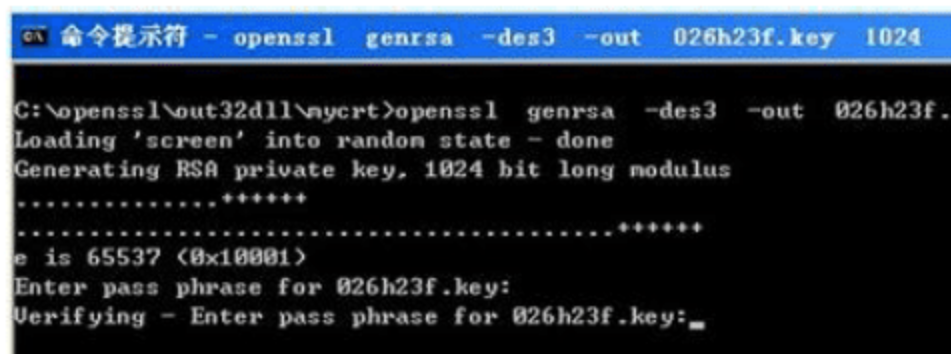 命令提示符 - openssl genrsa -des3 -out 026h23f.key 1024
C:\openssl\out32dll\mycrt>openssl genrsa -des3 -out 026h23f.
Loading 'screen' into random state - done
Generating RSA private key, 1024 bit long modulus
..............++++++
.........................................++++++
e is 65537 (0x10001)
Enter pass phrase for 026h23f.key:
Verifying - Enter pass phrase for 026h23f.key:_